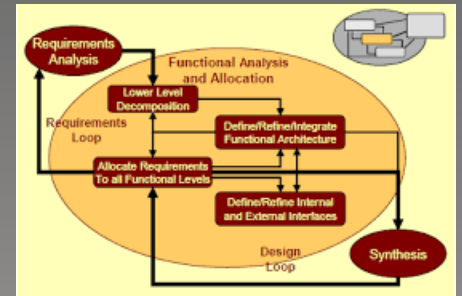 Requirements
Analysis
Functional Analysis
and Allocation
Lower Level
Decomposition
Requirements
Loop
Define/Refine/Integrate
Functional Architecture
Allocate Requirements
To all Functional Levels
Define/Refine Internal
and External Interfaces
Design
Loop
Synthesis